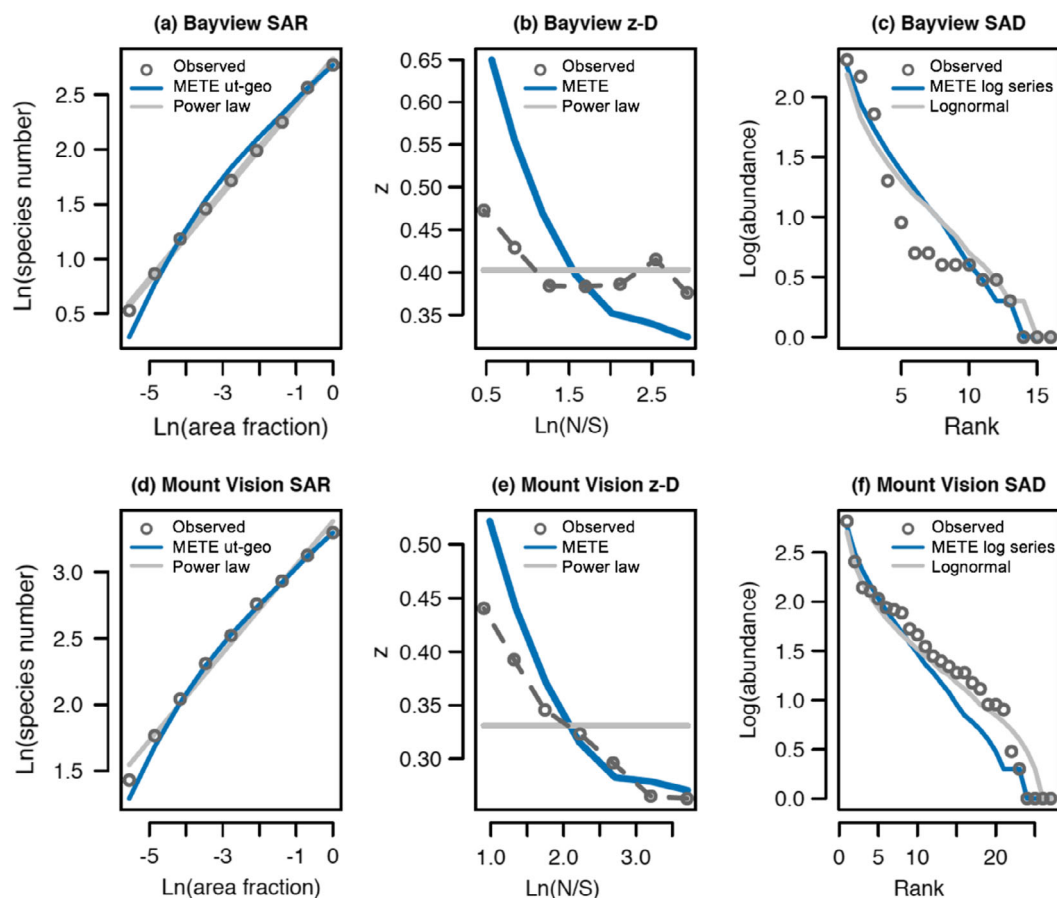 (a) Bayview SAR
Observed
METE ut-geo
Power law
Ln(species number)
2.5
2.0
1.5
1.0
0.5
-5
-3
-1
0
Ln(area fraction)
(b) Bayview z-D
Observed
METE
Power law
z
0.65
0.60
0.55
0.50
0.45
0.40
0.35
0.5
1.5
2.5
Ln(N/S)
(c) Bayview SAD
Observed
METE log series
Lognormal
Log(abundance)
2.0
1.5
1.0
0.5
0.0
5
10
15
Rank
(d) Mount Vision SAR
Observed
METE ut-geo
Power law
Ln(species number)
3.0
2.5
2.0
1.5
-5
-3
-1
0
Ln(area fraction)
(e) Mount Vision z-D
Observed
METE
Power law
z
0.50
0.45
0.40
0.35
0.30
1.0
2.0
3.0
Ln(N/S)
(f) Mount Vision SAD
Observed
METE log series
Lognormal
Log(abundance)
2.5
2.0
1.5
1.0
0.5
0.0
0
5
10
20
Rank